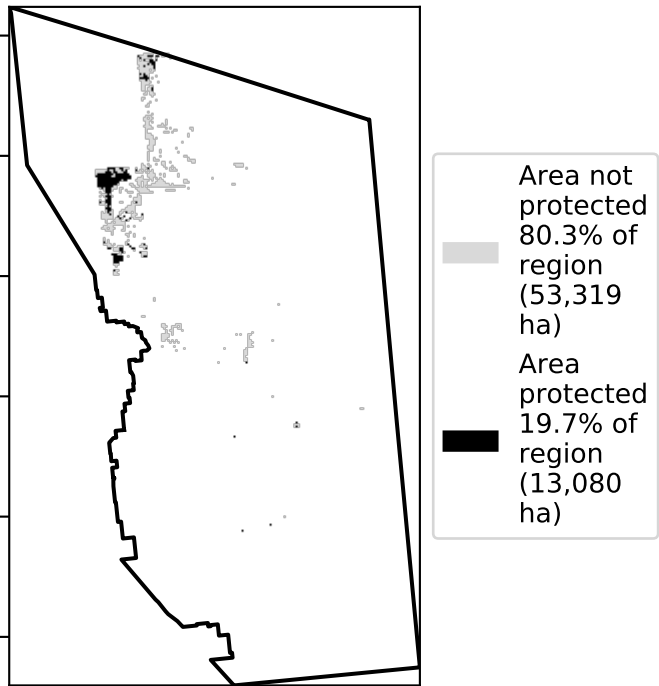 Area not
protected
80.3% of
region
(53,319
ha)
Area
protected
19.7% of
region
(13,080
ha)